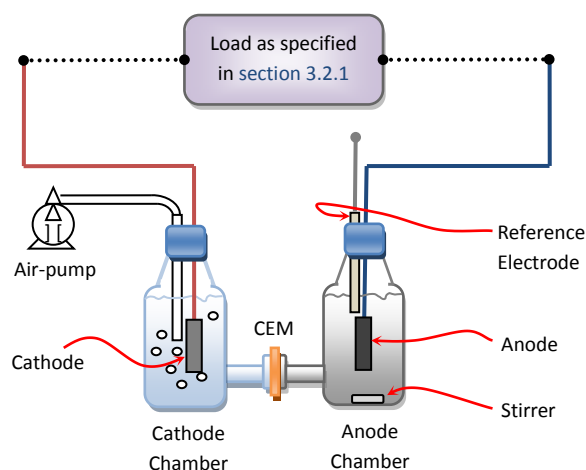 Load as specified
in section 3.2.1
Air-pump
Reference
Electrode
CEM
Cathode
Anode
Stirrer
Cathode
Chamber
Anode
Chamber